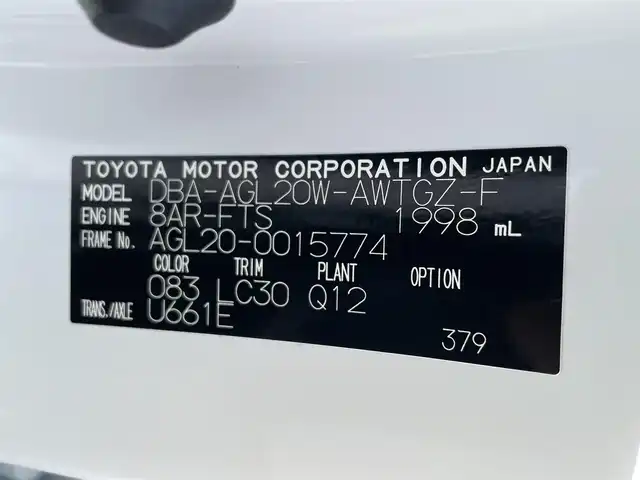 TOYOTA MOTOR CORPORATION JAPAN
MODEL DBA-AGL20W-AWTGZ-F
ENGINE 8AR-FTS 1998 mL
FRAME No. AGL20-0015774
COLOR TRIM PLANT OPTION
083 LC30 Q12
TRANS./AXLE U661E
379